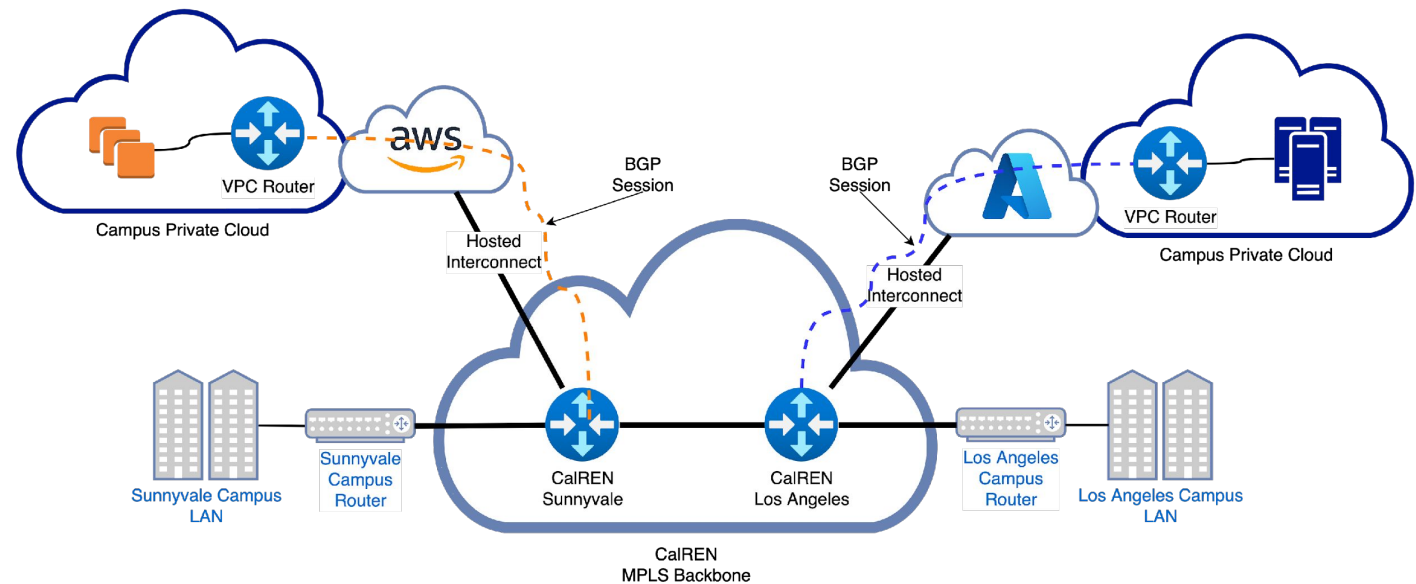 aws
VPC Router
Campus Private Cloud
BGP
Session
BGP
Session
VPC Router
Campus Private Cloud
Hosted
Interconnect
Hosted
Interconnect
Sunnyvale Campus
LAN
Sunnyvale
Campus
Router
CalREN
Sunnyvale
CalREN
Los Angeles
Los Angeles
Campus
Router
Los Angeles Campus
LAN
CalREN
MPLS Backbone